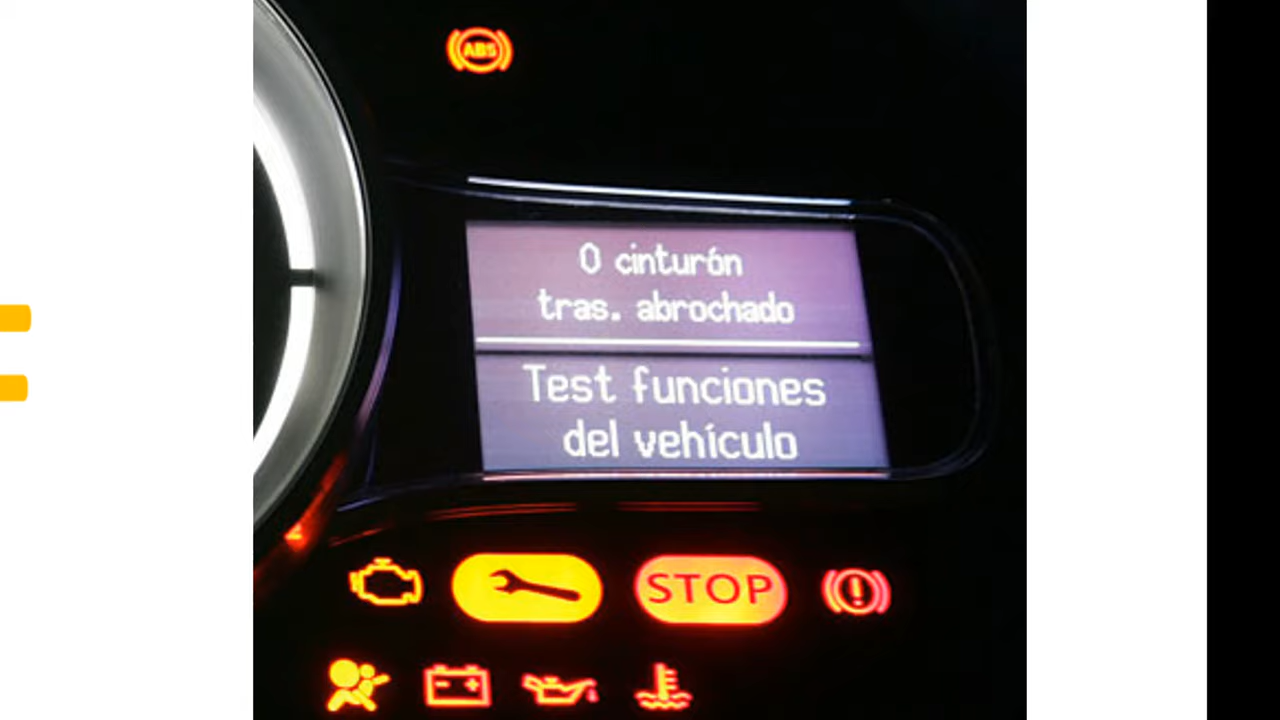 ABS
0 cinturón
tras. abrochado
Test funciones
del vehículo
STOP